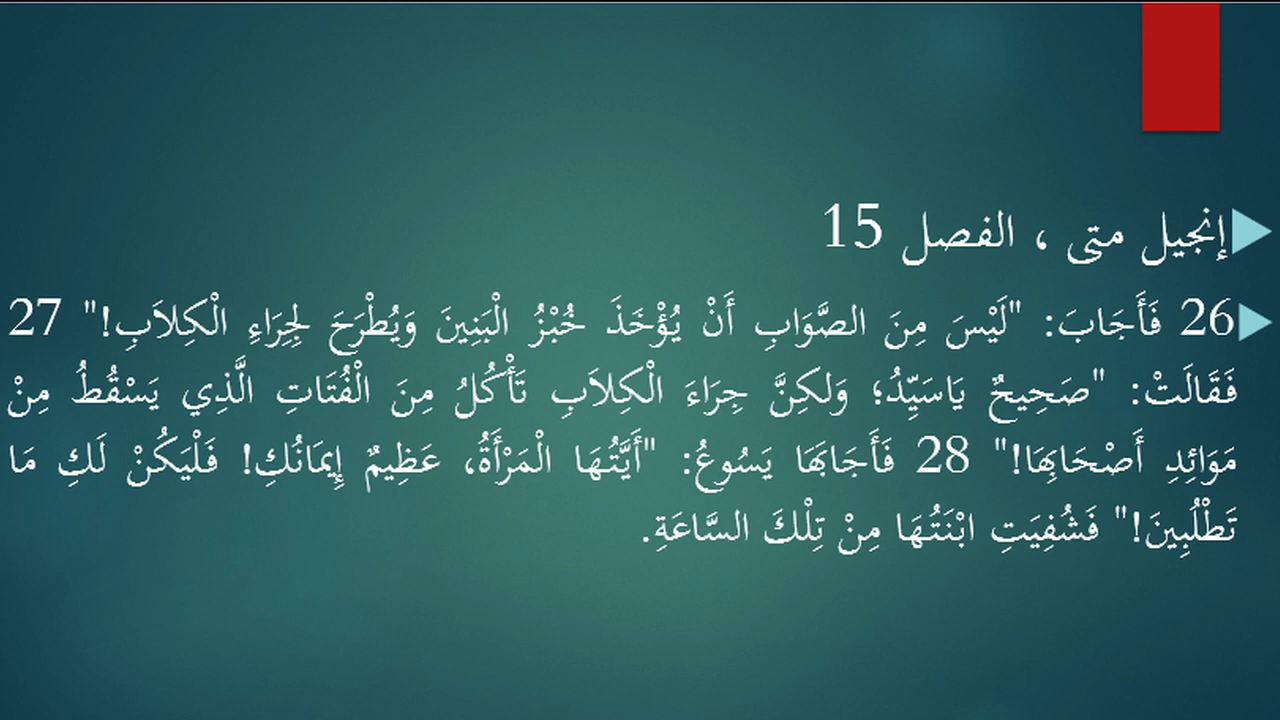 إنجيل متى ، الفصل 15
26 فَأَجَابَ: "لَيْسَ مِنَ الصَّوَابِ أَنْ يُؤْخَذَ خُبْزُ الْبَنِينَ وَيُطْرَحَ لِجِرَاءِ الْكِلاَبِ!" 27
فَقَالَتْ: "صَحِيحٌ يَاسَيِّدُ؛ وَلكِنَّ جِرَاءَ الْكِلاَبِ تَأْكُلُ مِنَ الْفُتَاتِ الَّذِي يَسْقُطُ مِنْ
مَوَائِدِ أَصْحَابِهَا!" 28 فَأَجَابَهَا يَسُوعُ: "أَيَّتُهَا الْمَرْأَةُ، عَظِيمٌ إِيمَانُكِ! فَلْيَكُنْ لَكِ مَا
تَطْلُبِينَ!" فَشُفِيَتِ ابْنَتُهَا مِنْ تِلْكَ السَّاعَةِ.